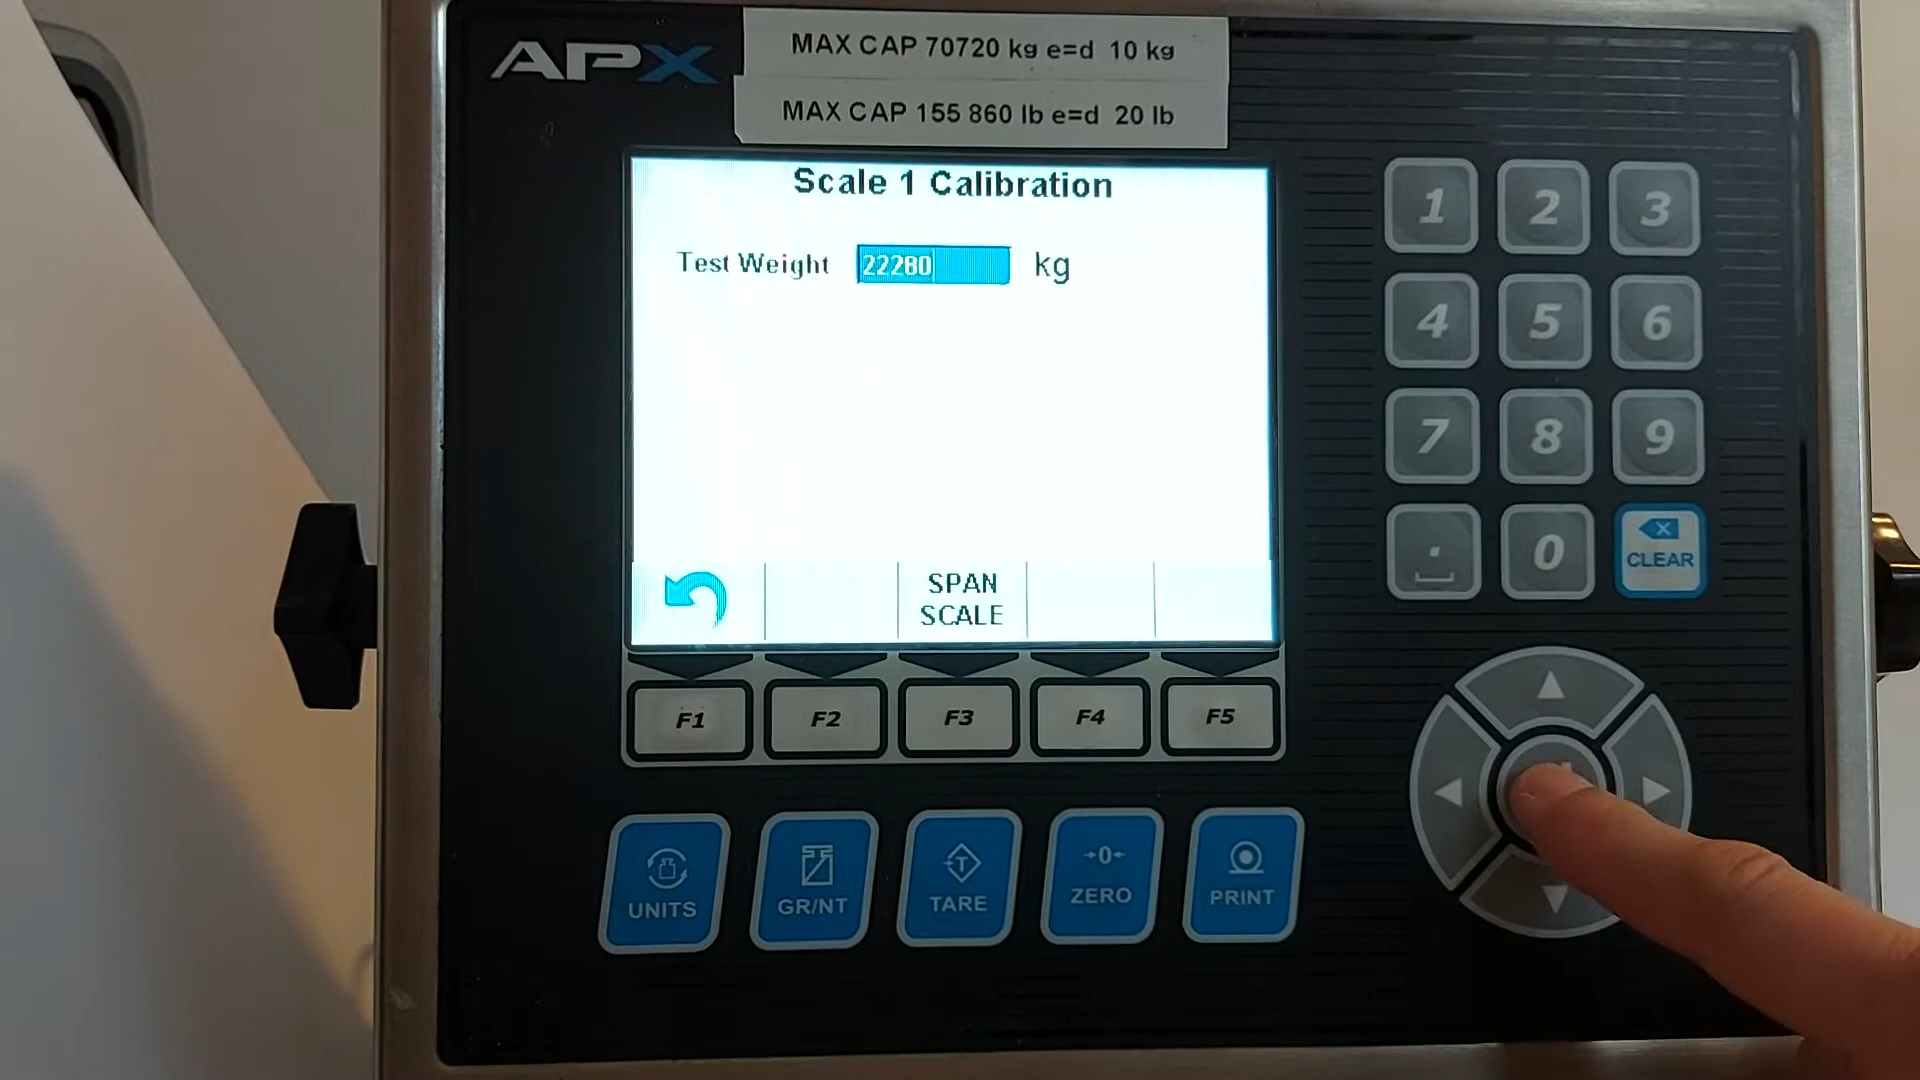 APX
MAX CAP 70720 kg e=d 10 kg
MAX CAP 155 860 lb e=d 20 lb
Scale 1 Calibration
Test Weight 22280 kg
SPAN
SCALE
F1 F2 F3 F4 F5
1 2 3
4 5 6
7 8 9
. 0 CLEAR
UNITS GR/NT TARE ZERO PRINT